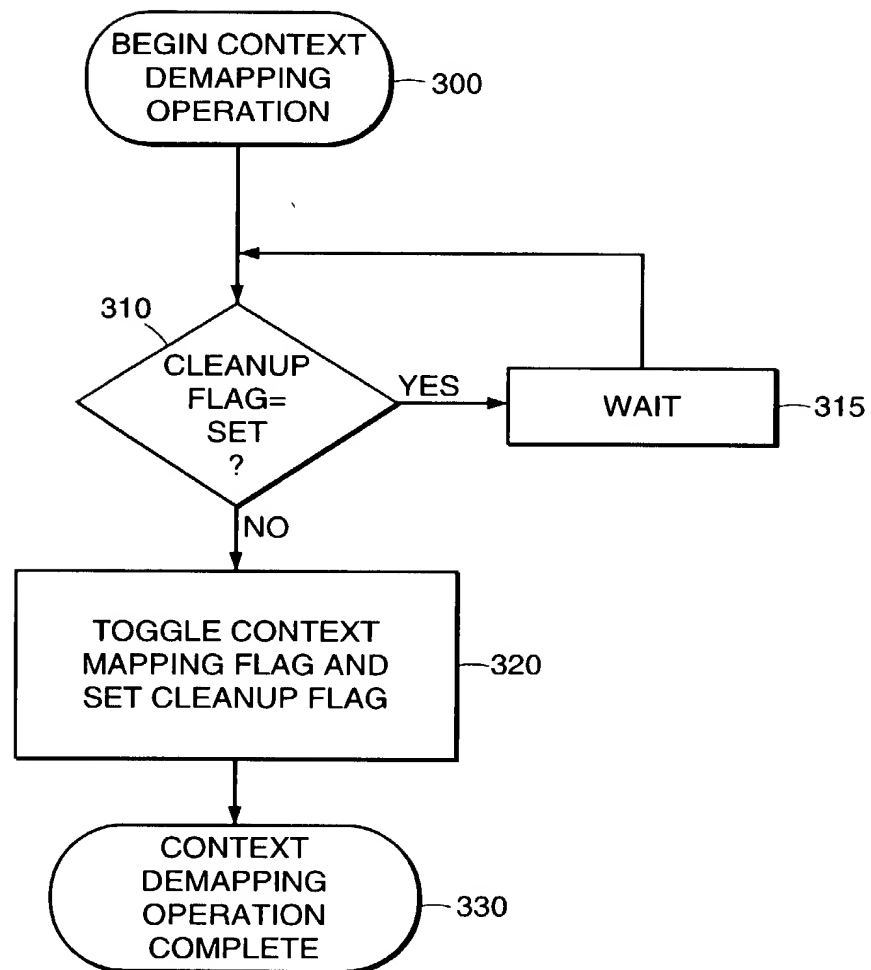 BEGIN CONTEXT
DEMAPPING
OPERATION
300
310
CLEANUP
FLAG=
SET
?
YES
WAIT
315
NO
TOGGLE CONTEXT
MAPPING FLAG AND
SET CLEANUP FLAG
320
CONTEXT
DEMAPPING
OPERATION
COMPLETE
330